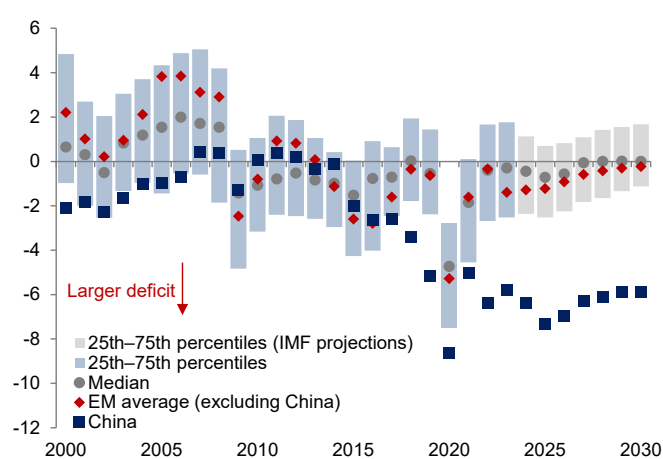 6
4
2
0
-2
-4
-6
-8
-10
-12
Larger deficit
25th–75th percentiles (IMF projections)
25th–75th percentiles
Median
EM average (excluding China)
China
2000 2005 2010 2015 2020 2025 2030